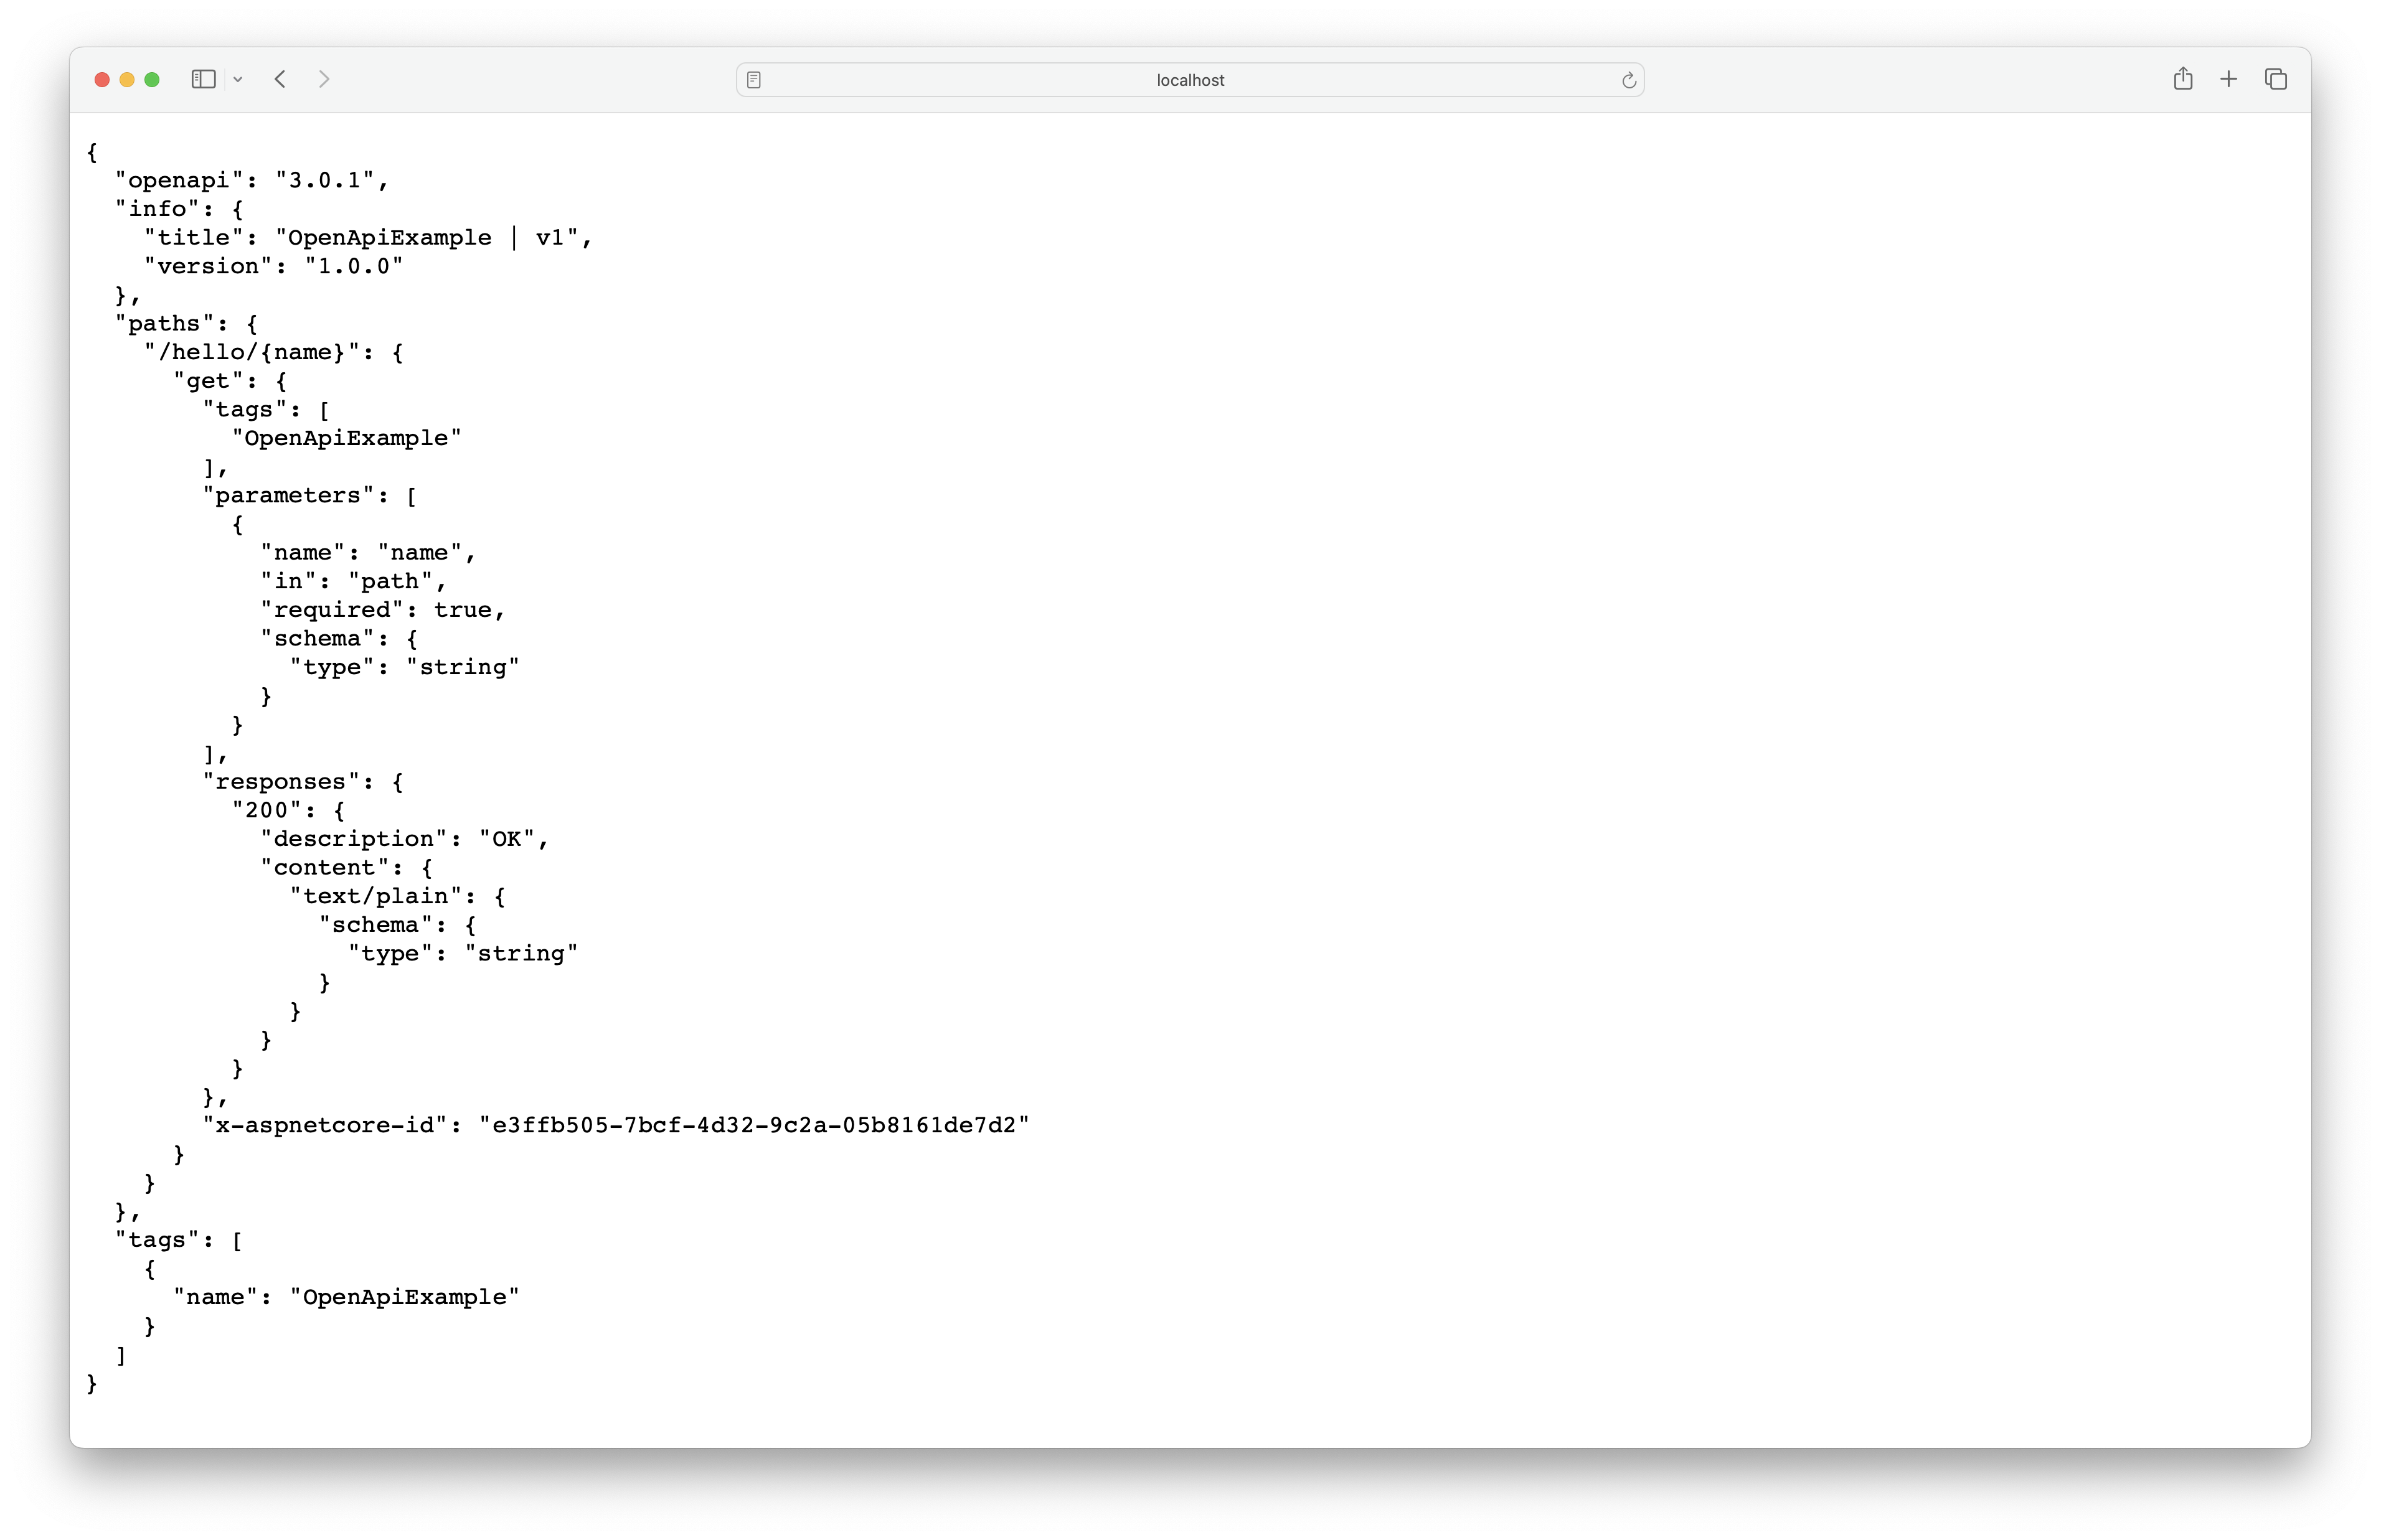 localhost
{
  "openapi": "3.0.1",
  "info": {
    "title": "OpenApiExample | v1",
    "version": "1.0.0"
  },
  "paths": {
    "/hello/{name}": {
      "get": {
        "tags": [
          "OpenApiExample"
        ],
        "parameters": [
          {
            "name": "name",
            "in": "path",
            "required": true,
            "schema": {
              "type": "string"
            }
          }
        ],
        "responses": {
          "200": {
            "description": "OK",
            "content": {
              "text/plain": {
                "schema": {
                  "type": "string"
                }
              }
            }
          }
        },
        "x-aspnetcore-id": "e3ffb505-7bcf-4d32-9c2a-05b8161de7d2"
      }
    }
  },
  "tags": [
    {
      "name": "OpenApiExample"
    }
  ]
}